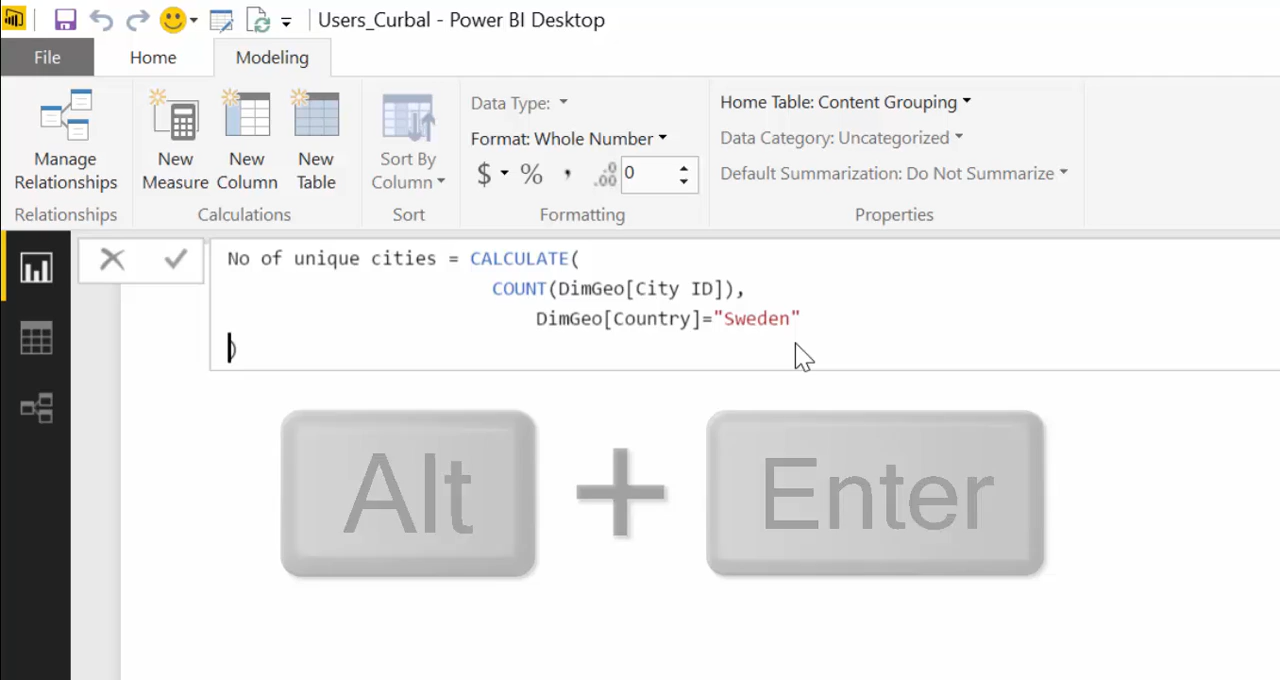 Users_Curbal - Power BI Desktop
File Home Modeling
Manage Relationships
New Measure
New Column
New Table
Sort By Column
Data Type:
Format: Whole Number
$ % , .0 .00 0
Home Table: Content Grouping
Data Category: Uncategorized
Default Summarization: Do Not Summarize
Relationships Calculations Sort Formatting Properties
No of unique cities = CALCULATE(
COUNT(DimGeo[City ID]),
DimGeo[Country]="Sweden"
)
Alt + Enter